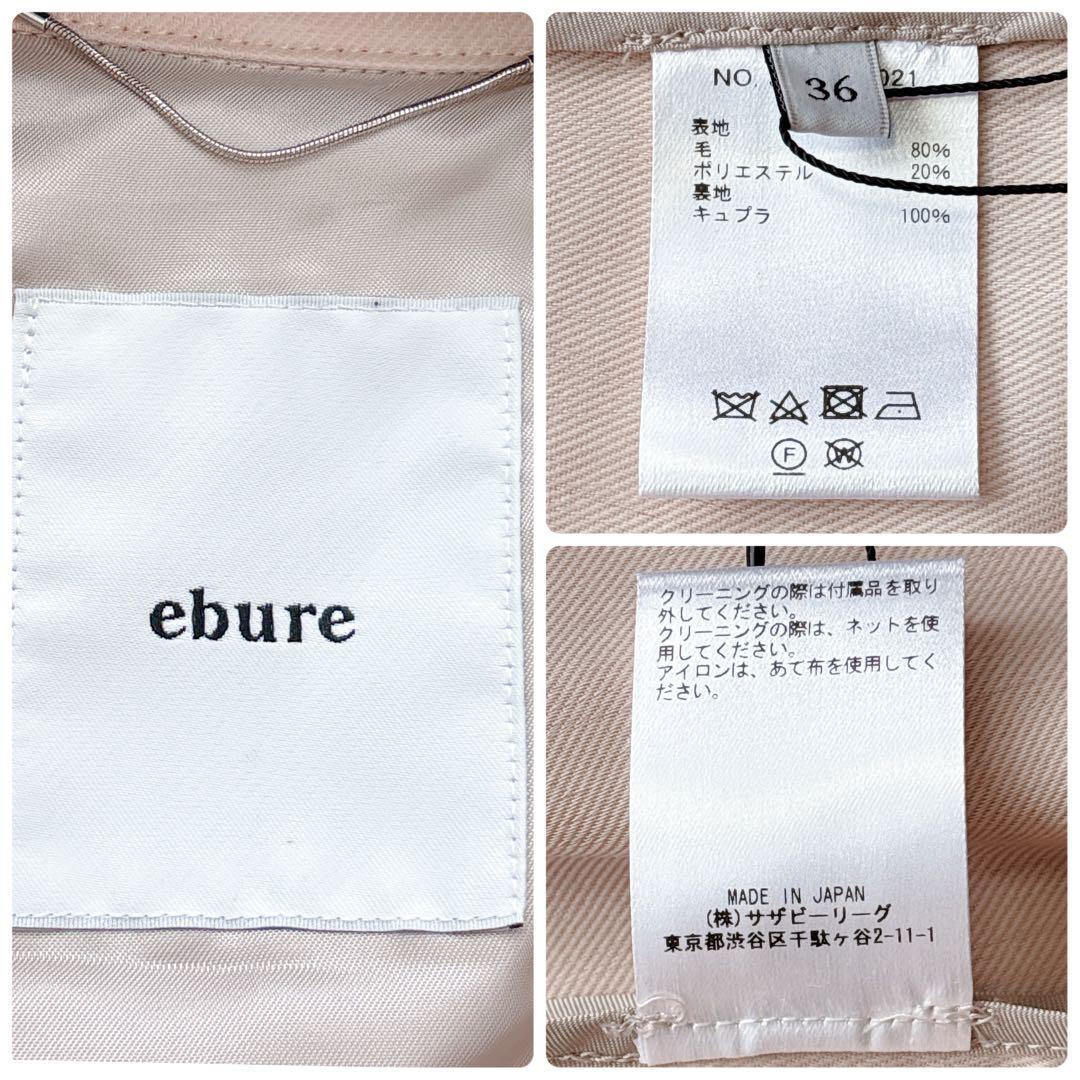 ebure
NO. 021
36
表地
毛 80%
ポリエステル 20%
裏地
キュプラ 100%
F
W
クリーニングの際は付属品を取り
外してください。
クリーニングの際は、ネットを使
用してください。
アイロンは、あて布を使用してく
ださい。
MADE IN JAPAN
(株)サザビーリーグ
東京都渋谷区千駄ヶ谷2-11-1